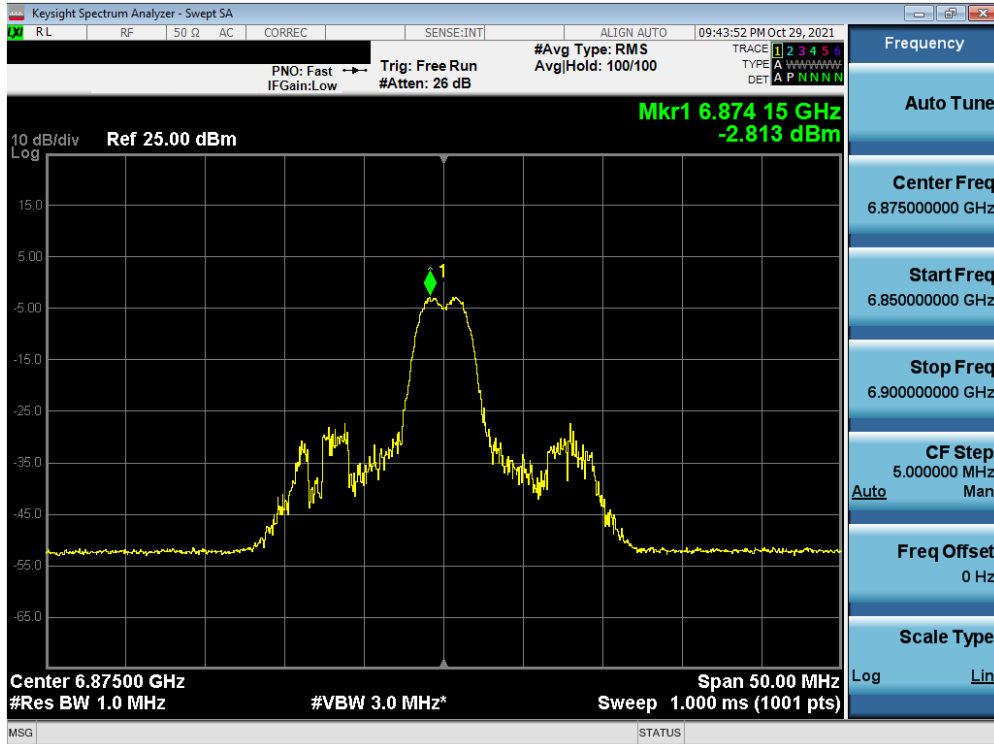 Keysight Spectrum Analyzer - Swept SA
LXI RL RF 50 Ω AC CORREC SENSE:INT ALIGN AUTO 09:43:52 PM Oct 29, 2021
PNO: Fast
IFGain:Low
Trig: Free Run
#Atten: 26 dB
#Avg Type: RMS
Avg|Hold: 100/100
TRACE 1 2 3 4 5 6
TYPE A WWWWW
DET A P N N N N
Mkr1 6.874 15 GHz
-2.813 dBm
10 dB/div Ref 25.00 dBm
Log
15.0
5.00
-5.00
-15.0
-25.0
-35.0
-45.0
-55.0
-65.0
1
Center 6.87500 GHz Span 50.00 MHz
#Res BW 1.0 MHz #VBW 3.0 MHz* Sweep 1.000 ms (1001 pts)
MSG STATUS
Frequency
Auto Tune
Center Freq
6.875000000 GHz
Start Freq
6.850000000 GHz
Stop Freq
6.900000000 GHz
CF Step
5.000000 MHz
Auto Man
Freq Offset
0 Hz
Scale Type
Log Lin